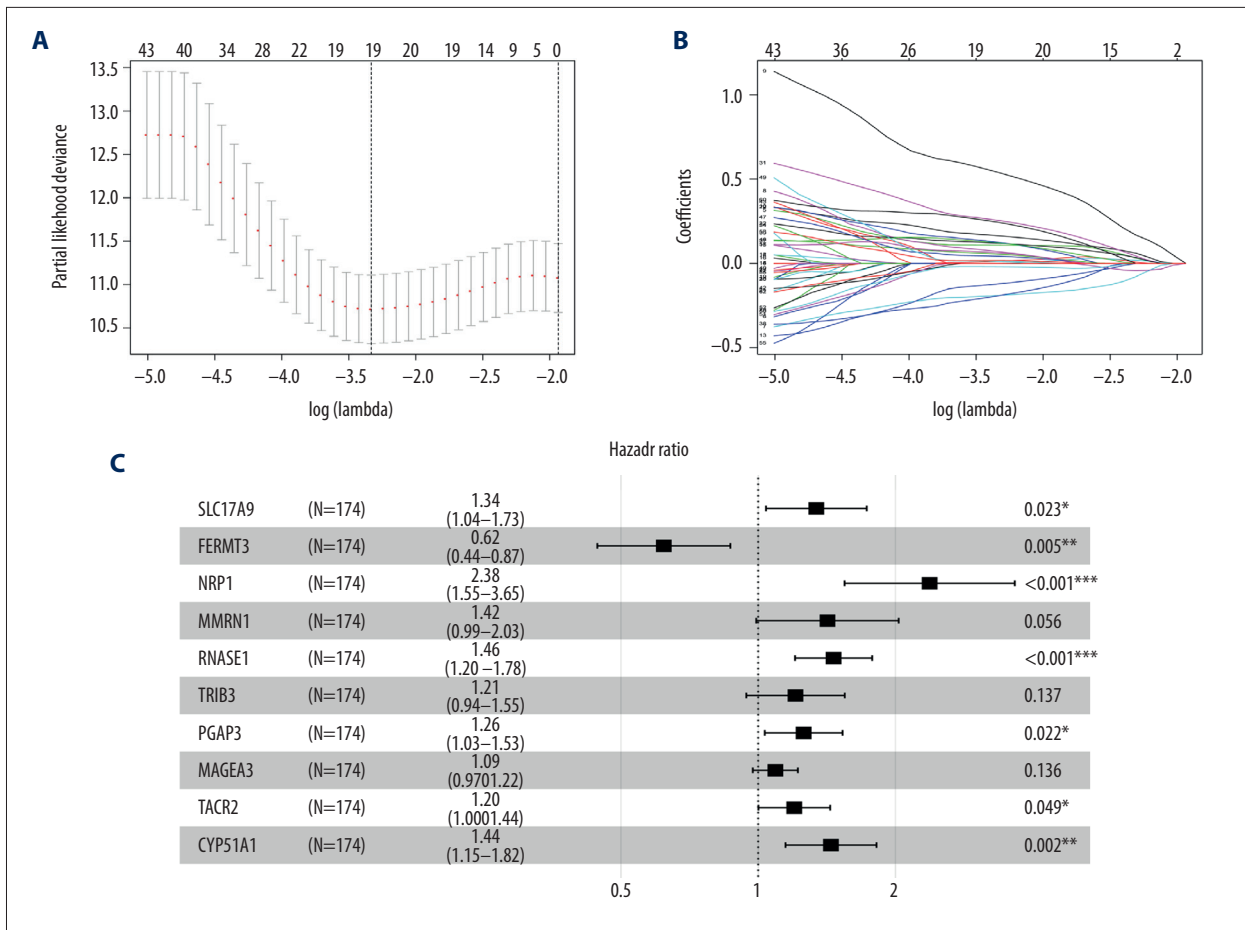 A
43 40 34 28 22 19 19 20 19 14 9 5 0
13.5
13.0
12.5
12.0
11.5
11.0
10.5
Partial likehood deviance
−5.0 −4.5 −4.0 −3.5 −3.0 −2.5 −2.0
log (lambda)
B
43 36 26 19 20 15 2
1.0
0.5
0.0
−0.5
Coefficients
9
31
49
8
47
13
−5.0 −4.5 −4.0 −3.5 −2.0 −2.5 −2.0
log (lambda)
C
Hazadr ratio
SLC17A9 (N=174) 1.34 0.023*
(1.04−1.73)
FERMT3 (N=174) 0.62 0.005**
(0.44−0.87)
NRP1 (N=174) 2.38 <0.001***
(1.55−3.65)
MMRN1 (N=174) 1.42 0.056
(0.99−2.03)
RNASE1 (N=174) 1.46 <0.001***
(1.20 −1.78)
TRIB3 (N=174) 1.21 0.137
(0.94−1.55)
PGAP3 (N=174) 1.26 0.022*
(1.03−1.53)
MAGEA3 (N=174) 1.09 0.136
(0.9701.22)
TACR2 (N=174) 1.20 0.049*
(1.0001.44)
CYP51A1 (N=174) 1.44 0.002**
(1.15−1.82)
0.5 1 2